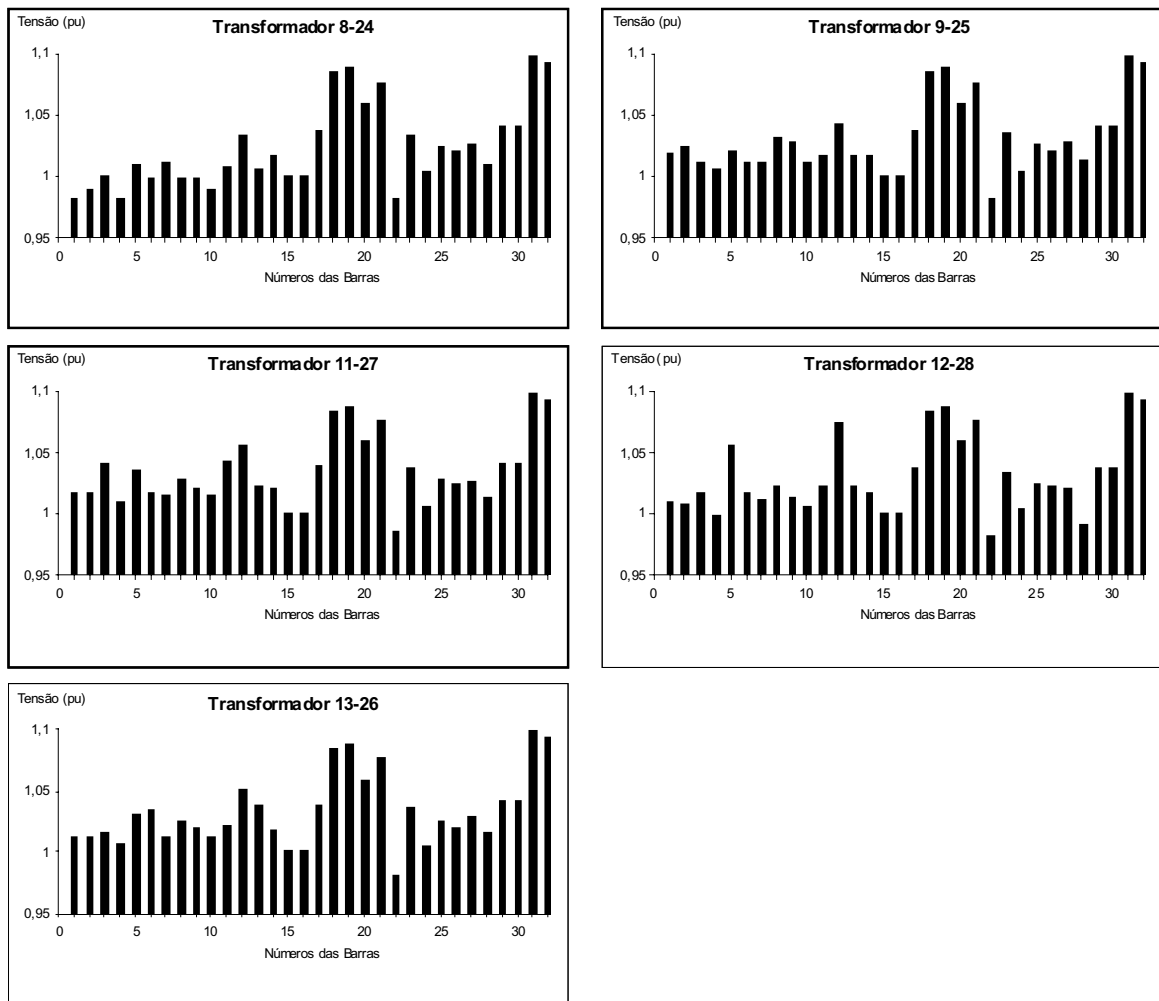 Tensão (pu)
Transformador 8-24
1,1
1,05
1
0,95
0 5 10 15 20 25 30
Números das Barras
Tensão (pu)
Transformador 9-25
1,1
1,05
1
0,95
0 5 10 15 20 25 30
Números das Barras
Tensão (pu)
Transformador 11-27
1,1
1,05
1
0,95
0 5 10 15 20 25 30
Números das Barras
Tensão (pu)
Transformador 12-28
1,1
1,05
1
0,95
0 5 10 15 20 25 30
Números das Barras
Tensão (pu)
Transformador 13-26
1,1
1,05
1
0,95
0 5 10 15 20 25 30
Números das Barras